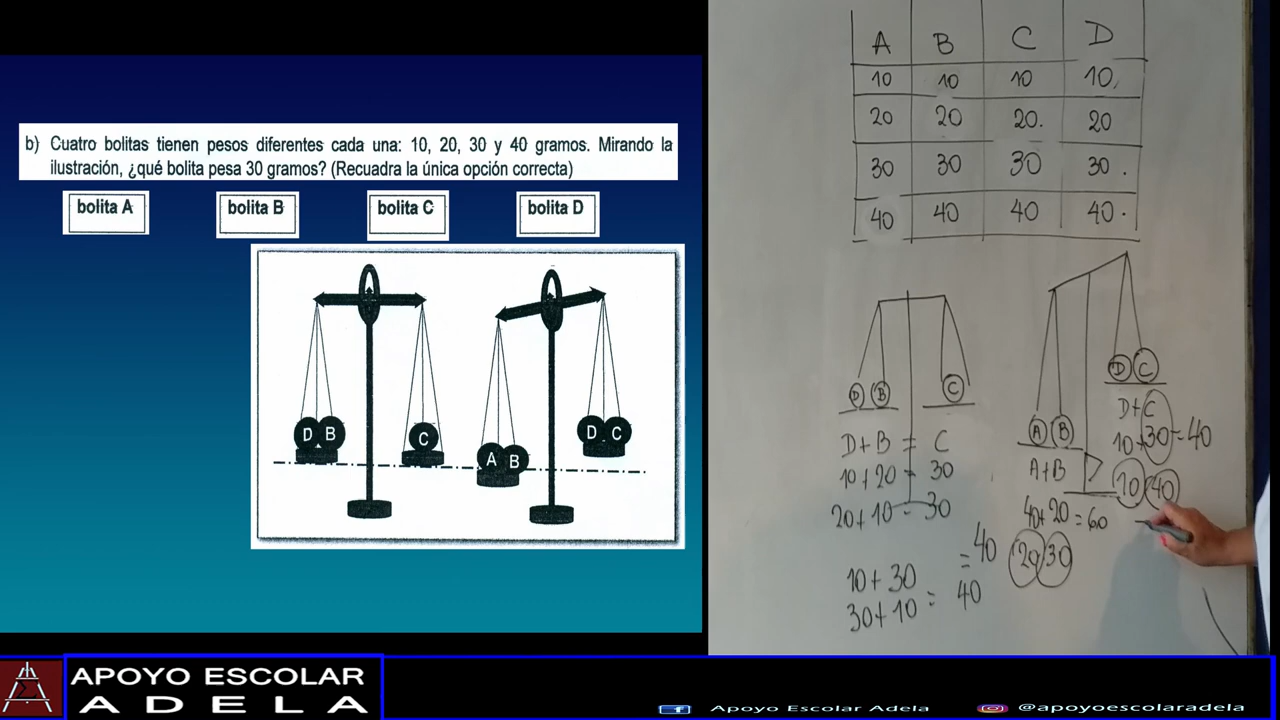 b) Cuatro bolitas tienen pesos diferentes cada una: 10, 20, 30 y 40 gramos. Mirando la
ilustración, ¿qué bolita pesa 30 gramos? (Recuadra la única opción correcta)
bolita A
bolita B
bolita C
bolita D
D B
C
A B
D C
A B C D
10 10 10 10.
20 20 20. 20
30 30 30 30.
40 40 40 40.
D B
C
D + B = C
10 + 20 = 30
20 + 10 = 30
10 + 30 = 40
30 + 10 = 40
D C
D + C
10 + 30 = 40
A B
A + B > 10 40
40 + 20 = 60
20 30
APOYO ESCOLAR
ADELA
Apoyo Escolar Adela
@apoyoescolaradela